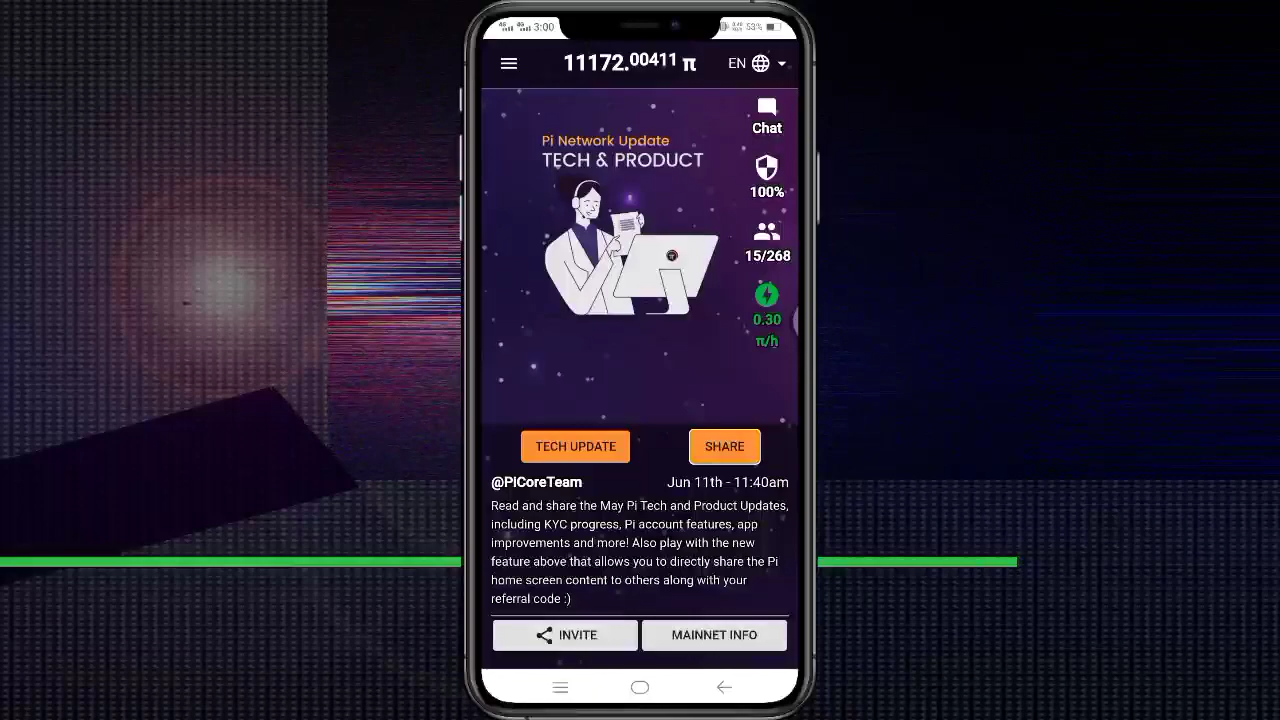 3:00
53%
11172.00411 π
EN
Chat
Pi Network Update
TECH & PRODUCT
100%
15/268
0.30
π/h
TECH UPDATE
SHARE
@PiCoreTeam
Jun 11th - 11:40am
Read and share the May Pi Tech and Product Updates,
including KYC progress, Pi account features, app
improvements and more! Also play with the new
feature above that allows you to directly share the Pi
home screen content to others along with your
referral code :)
INVITE
MAINNET INFO